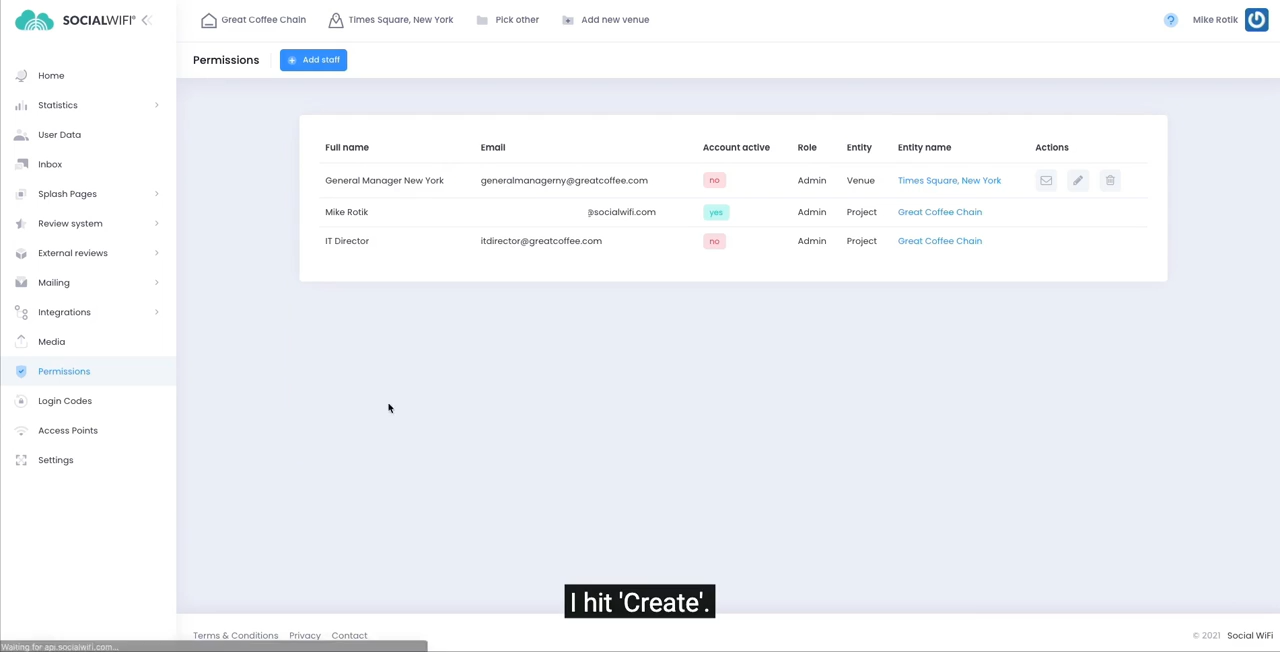 SOCIALWIFI®
Great Coffee Chain
Times Square, New York
Pick other
Add new venue
?
Mike Rotik
Permissions
Add staff
Home
Statistics
User Data
Inbox
Splash Pages
Review system
External reviews
Mailing
Integrations
Media
Permissions
Login Codes
Access Points
Settings
Full name Email Account active Role Entity Entity name Actions
General Manager New York generalmanagerny@greatcoffee.com no Admin Venue Times Square, New York
Mike Rotik @socialwifi.com yes Admin Project Great Coffee Chain
IT Director itdirector@greatcoffee.com no Admin Project Great Coffee Chain
I hit 'Create'.
Terms & Conditions Privacy Contact
© 2021 Social WiFi
Waiting for api.socialwifi.com...